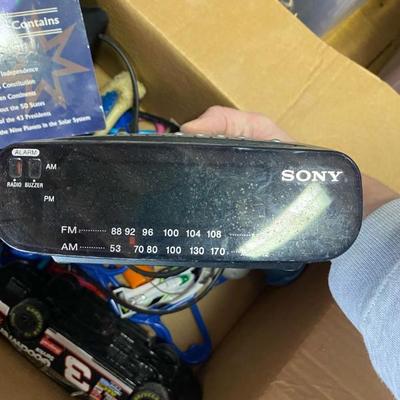 Contains
Independence
Constitution
Continents
the 50 States
of the 43 Presidents
the Nine Planets in the Solar System
ALARM
AM
RADIO BUZZER
PM
SONY
FM 88 92 96 100 104 108
AM 53 70 80 100 130 170
3
GOODWRENCH